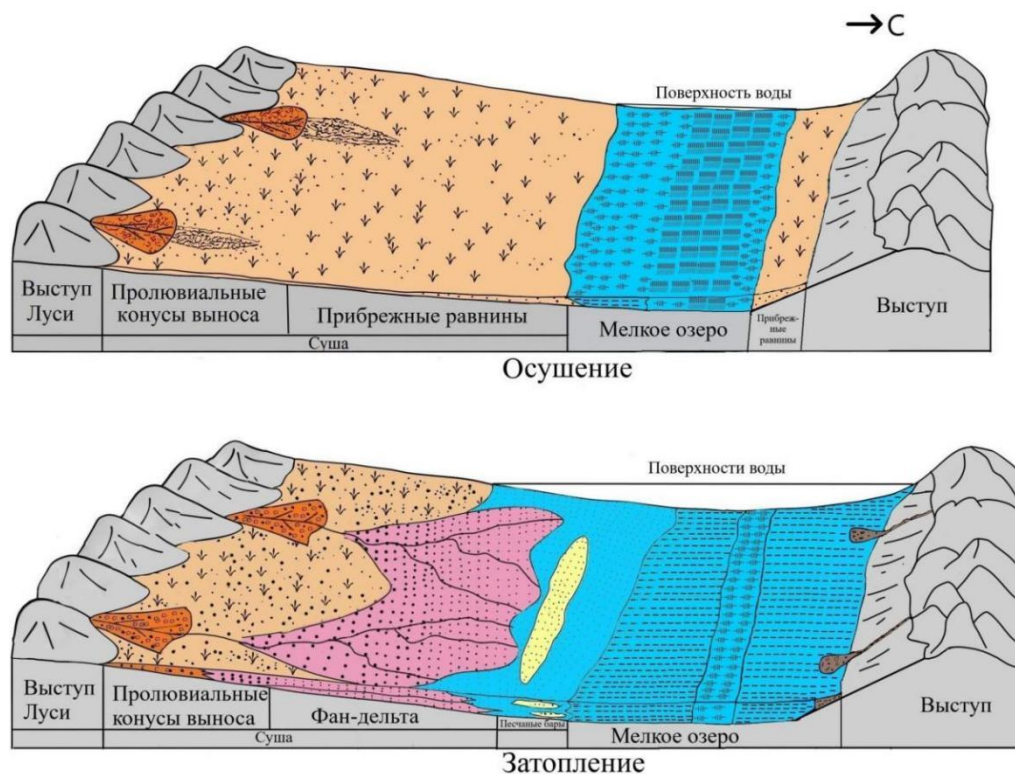 →С
Поверхность воды
Выступ
Луси
Пролювиальные
конусы выноса
Прибрежные равнины
Суша
Мелкое озеро
Прибреж-
ные
равнины
Выступ
Осушение
Поверхности воды
Выступ
Луси
Пролювиальные
конусы выноса
Фан-дельта
Суша
Песчаные бары
Мелкое озеро
Выступ
Затопление